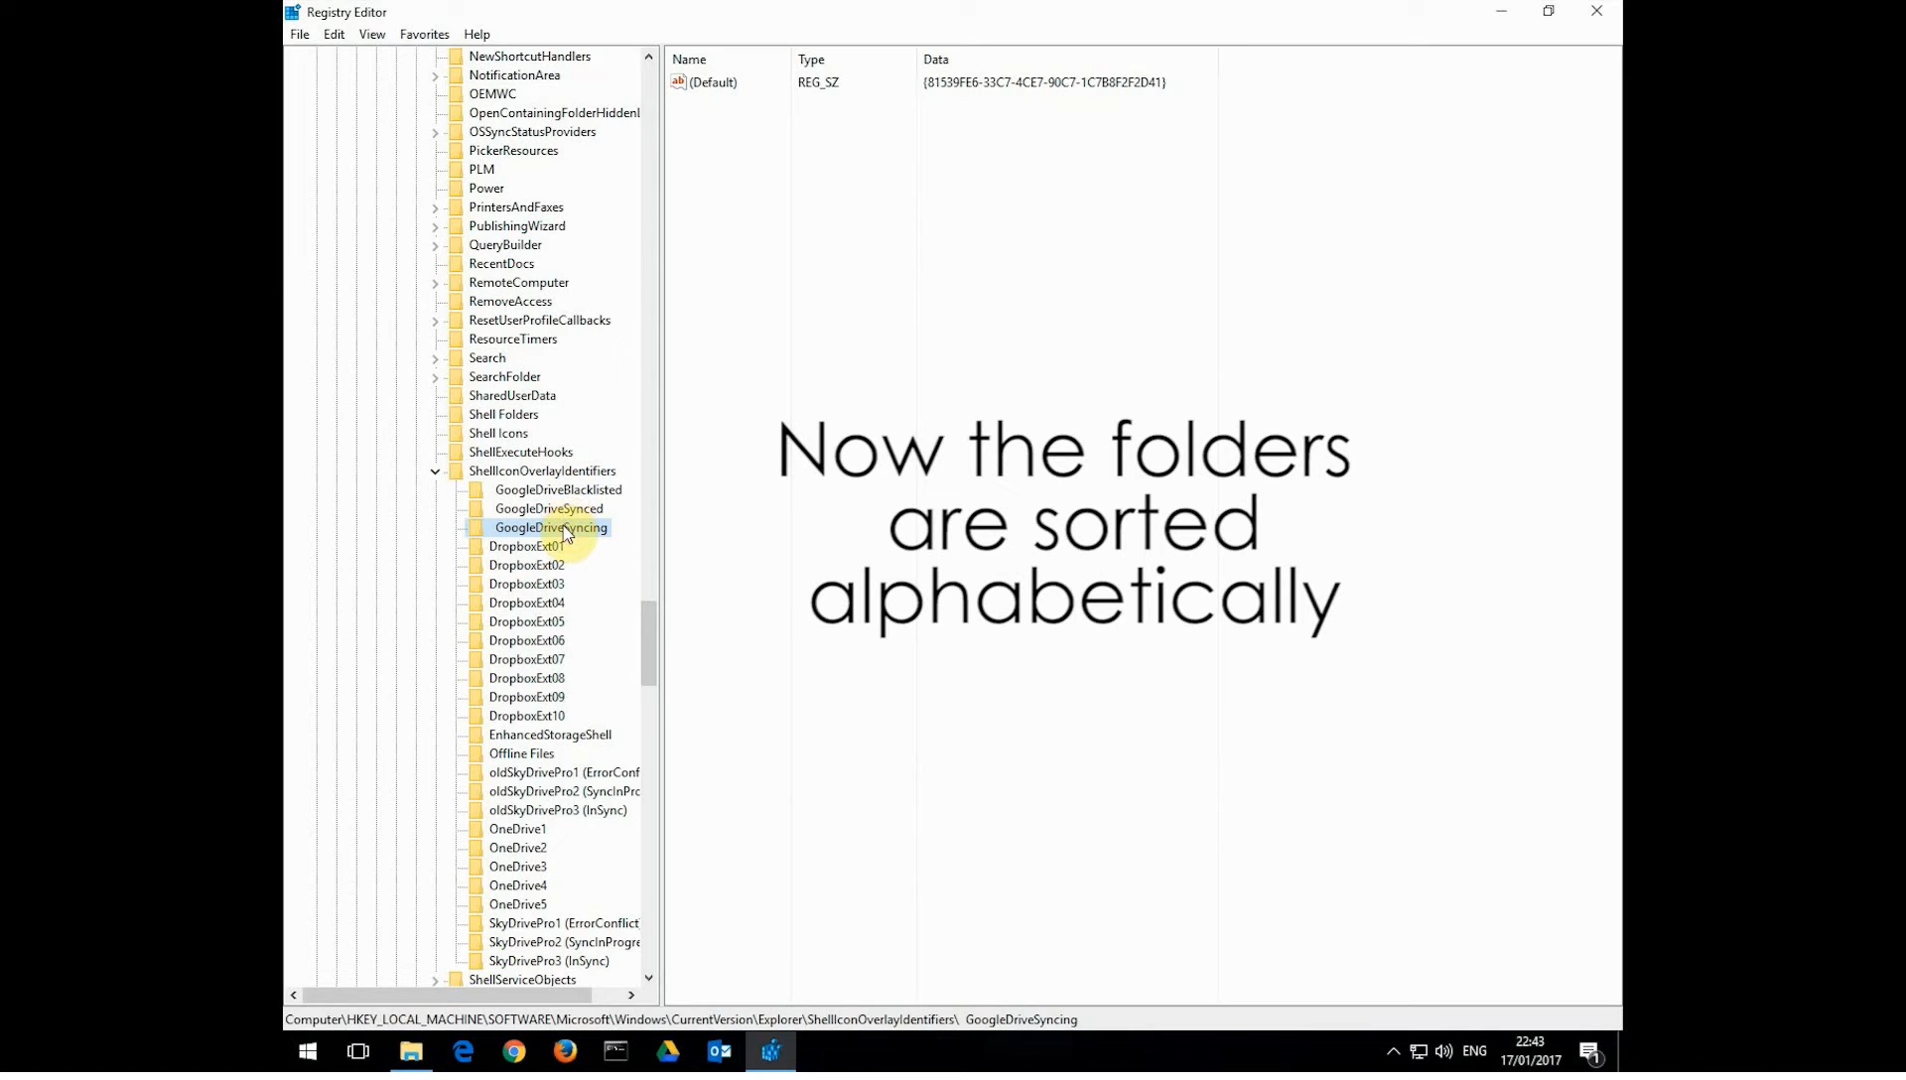 Registry Editor
File Edit View Favorites Help
NewShortcutHandlers
NotificationArea
OEMWC
OpenContainingFolderHiddenL
OSSyncStatusProviders
PickerResources
PLM
Power
PrintersAndFaxes
PublishingWizard
QueryBuilder
RecentDocs
RemoteComputer
RemoveAccess
ResetUserProfileCallbacks
ResourceTimers
Search
SearchFolder
SharedUserData
Shell Folders
Shell Icons
ShellExecuteHooks
ShellIconOverlayIdentifiers
GoogleDriveBlacklisted
GoogleDriveSynced
GoogleDriveSyncing
DropboxExt01
DropboxExt02
DropboxExt03
DropboxExt04
DropboxExt05
DropboxExt06
DropboxExt07
DropboxExt08
DropboxExt09
DropboxExt10
EnhancedStorageShell
Offline Files
oldSkyDrivePro1 (ErrorConf
oldSkyDrivePro2 (SyncInPro
oldSkyDrivePro3 (InSync)
OneDrive1
OneDrive2
OneDrive3
OneDrive4
OneDrive5
SkyDrivePro1 (ErrorConflict
SkyDrivePro2 (SyncInProgre
SkyDrivePro3 (InSync)
ShellServiceObjects
Name Type Data
ab (Default) REG_SZ {81539FE6-33C7-4CE7-90C7-1C7B8F2F2D41}
Now the folders
are sorted
alphabetically
Computer\HKEY_LOCAL_MACHINE\SOFTWARE\Microsoft\Windows\CurrentVersion\Explorer\ShellIconOverlayIdentifiers\ GoogleDriveSyncing
ENG
22:43
17/01/2017
1